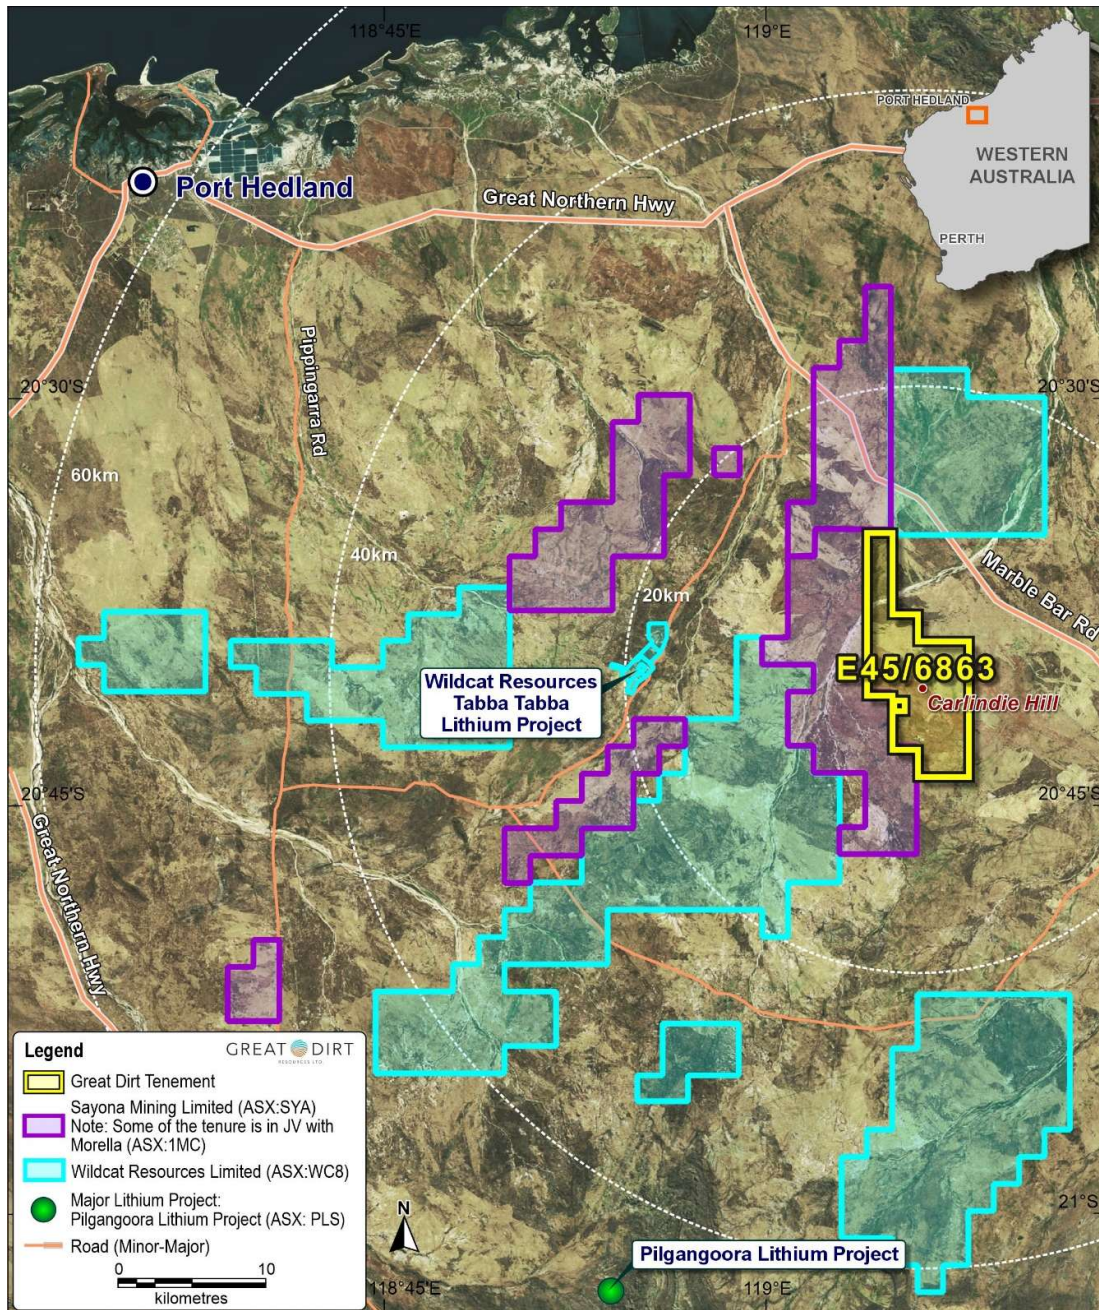 118°45'E
119°E
PORT HEDLAND
WESTERN
AUSTRALIA
PERTH
Port Hedland
Great Northern Hwy
Pippingarra Rd
20°30'S
20°30'S
60km
40km
20km
Marble Bar Rd
E45/6863
Carlindie Hill
Wildcat Resources
Tabba Tabba
Lithium Project
20°45'S
20°45'S
Great Northern Hwy
21°S
Pilgangoora Lithium Project
118°45'E
119°E
N
Legend
GREAT DIRT
RESOURCES LTD
Great Dirt Tenement
Sayona Mining Limited (ASX:SYA)
Note: Some of the tenure is in JV with
Morella (ASX:1MC)
Wildcat Resources Limited (ASX:WC8)
Major Lithium Project:
Pilgangoora Lithium Project (ASX: PLS)
Road (Minor-Major)
0 10
kilometres